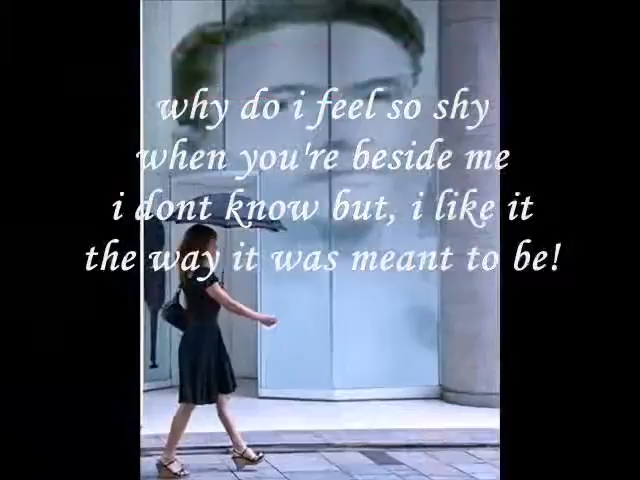 why do i feel so shy
when you're beside me
i dont know but, i like it
the way it was meant to be!